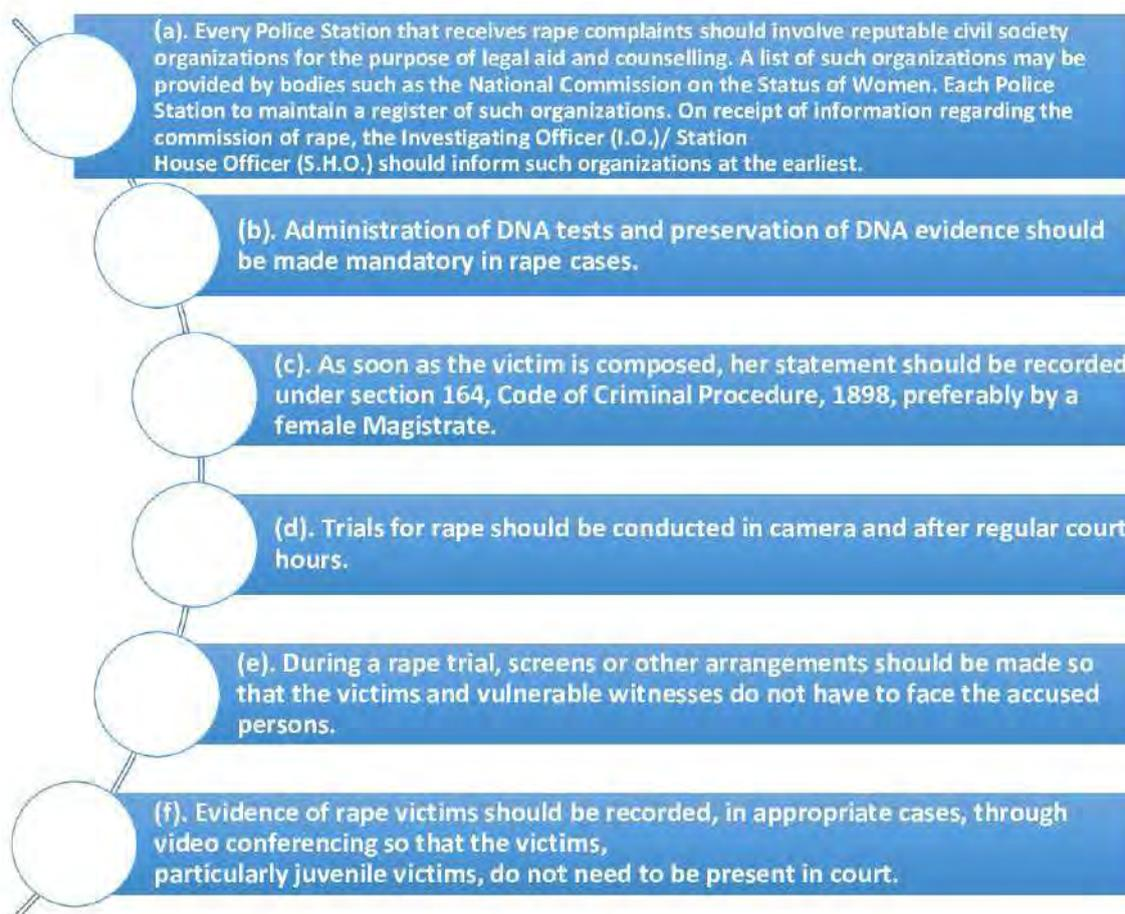 (a). Every Police Station that receives rape complaints should involve reputable civil society
organizations for the purpose of legal aid and counselling. A list of such organizations may be
provided by bodies such as the National Commission on the Status of Women. Each Police
Station to maintain a register of such organizations. On receipt of information regarding the
commission of rape, the Investigating Officer (I.O.)/ Station
House Officer (S.H.O.) should inform such organizations at the earliest.
(b). Administration of DNA tests and preservation of DNA evidence should
be made mandatory in rape cases.
(c). As soon as the victim is composed, her statement should be recorded
under section 164, Code of Criminal Procedure, 1898, preferably by a
female Magistrate.
(d). Trials for rape should be conducted in camera and after regular court
hours.
(e). During a rape trial, screens or other arrangements should be made so
that the victims and vulnerable witnesses do not have to face the accused
persons.
(f). Evidence of rape victims should be recorded, in appropriate cases, through
video conferencing so that the victims,
particularly juvenile victims, do not need to be present in court.